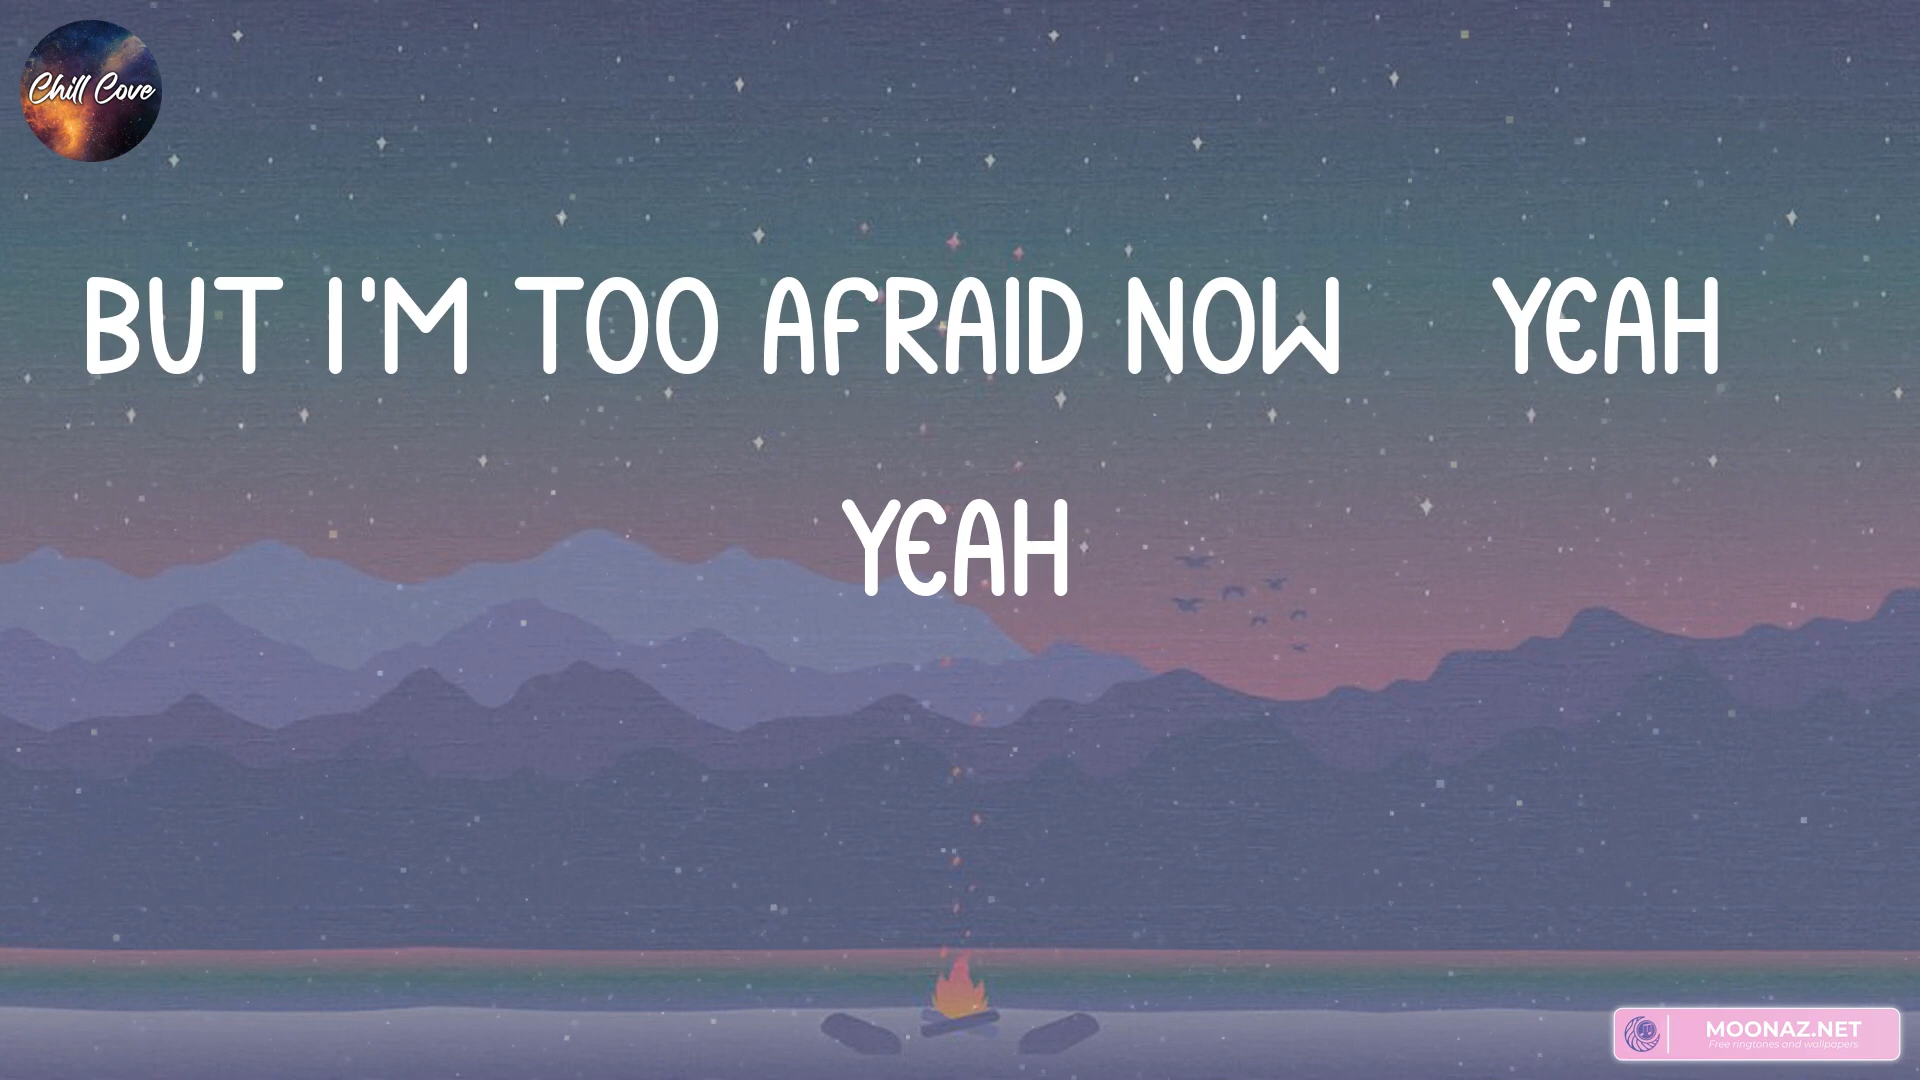 Chill Cove
BUT I'M TOO AFRAID NOW YEAH
YEAH
MOONAZ.NET
Free ringtones and wallpapers